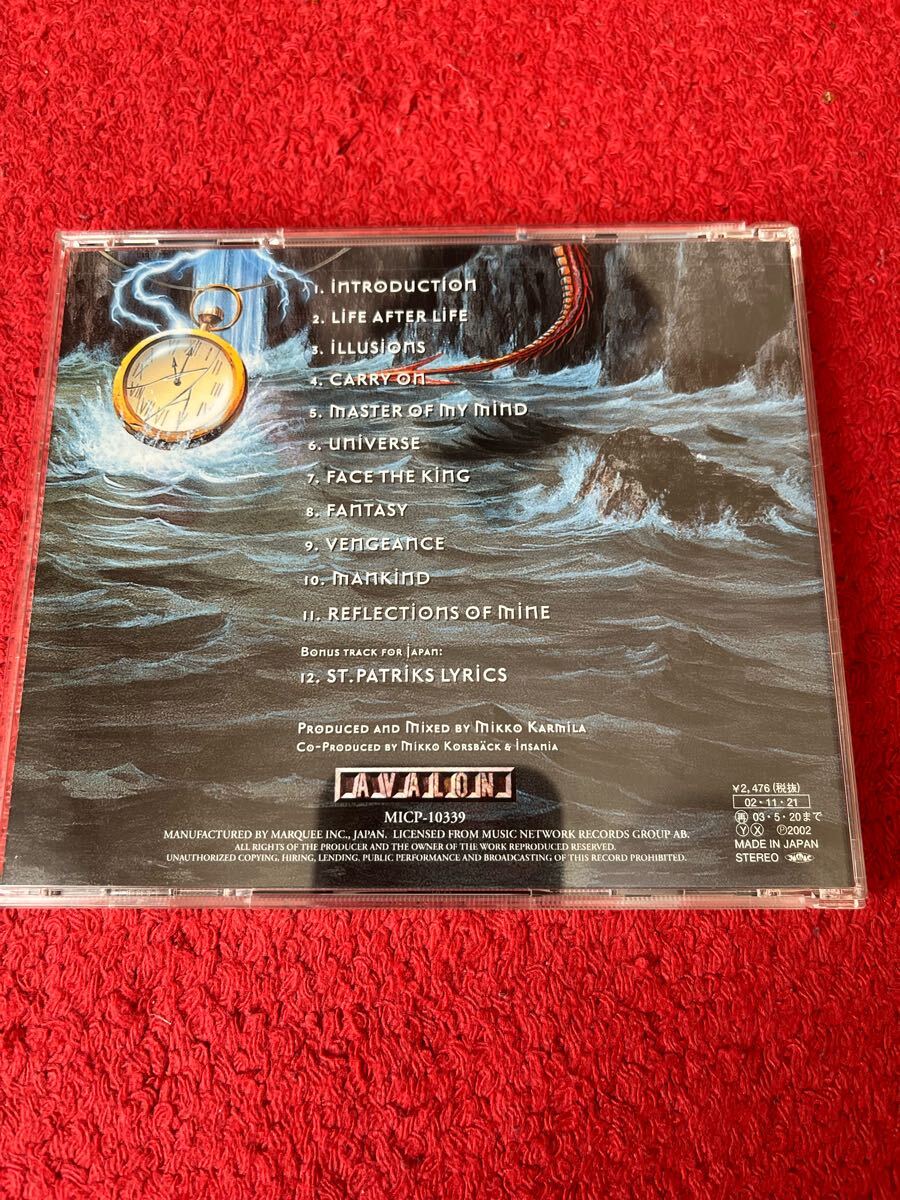 1. INTRODUCTION
2. LIFE AFTER LIFE
3. ILLUSIONS
4. CARRY ON
5. MASTER OF MY MIND
6. UNIVERSE
7. FACE THE KING
8. FANTASY
9. VENGEANCE
10. MANKIND
11. REFLECTIONS OF MINE
BONUS TRACK FOR JAPAN:
12. ST.PATRIKS LYRICS
PRODUCED AND MIXED BY MIKKO KARMILA
CO-PRODUCED BY MIKKO KORSBÄCK & INSANIA
AVALON
MICP-10339
MANUFACTURED BY MARQUEE INC., JAPAN. LICENSED FROM MUSIC NETWORK RECORDS GROUP AB.
ALL RIGHTS OF THE PRODUCER AND THE OWNER OF THE WORK REPRODUCED RESERVED.
UNAUTHORIZED COPYING, HIRING, LENDING, PUBLIC PERFORMANCE AND BROADCASTING OF THIS RECORD PROHIBITED.
¥2,476 (税抜)
02・11・21
再 03・5・20まで
Y X ℗2002
MADE IN JAPAN
STEREO